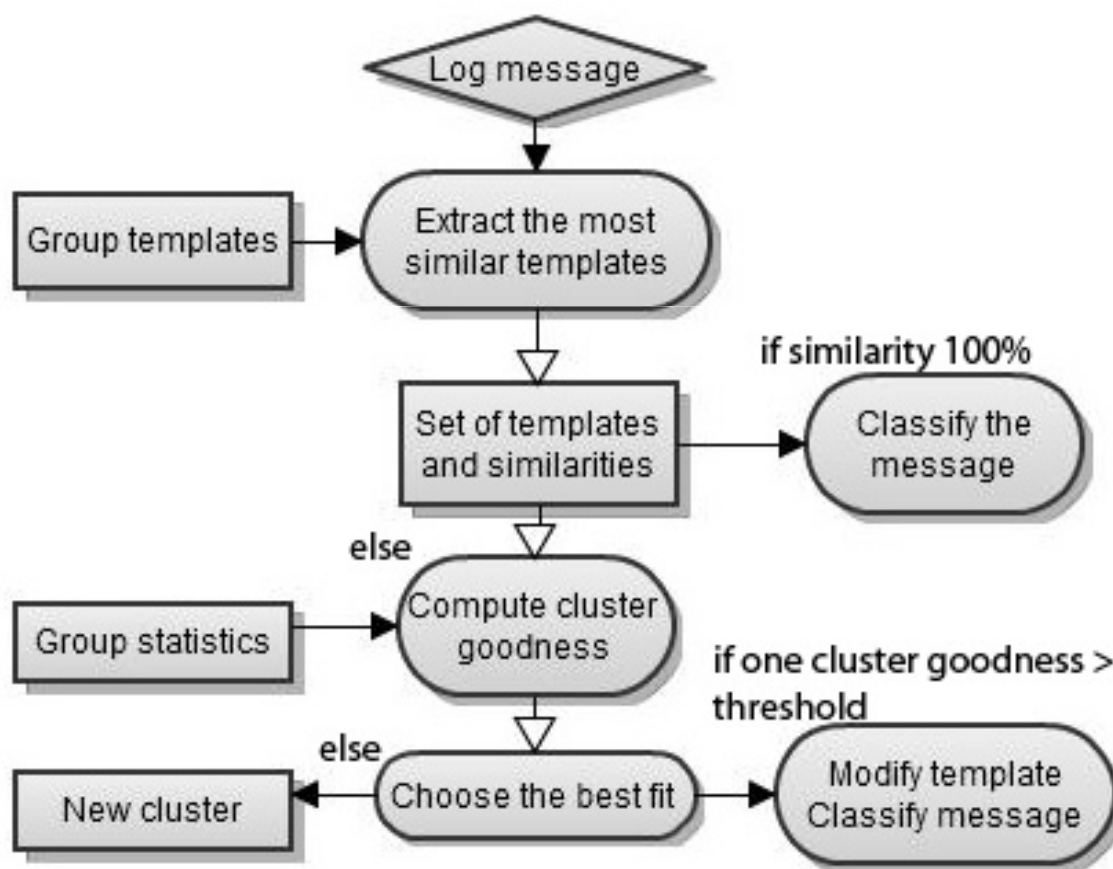 Log message
Group templates
Extract the most
similar templates
if similarity 100%
Set of templates
and similarities
Classify the
message
else
Compute cluster
goodness
Group statistics
if one cluster goodness >
threshold
else
New cluster
Choose the best fit
Modify template
Classify message